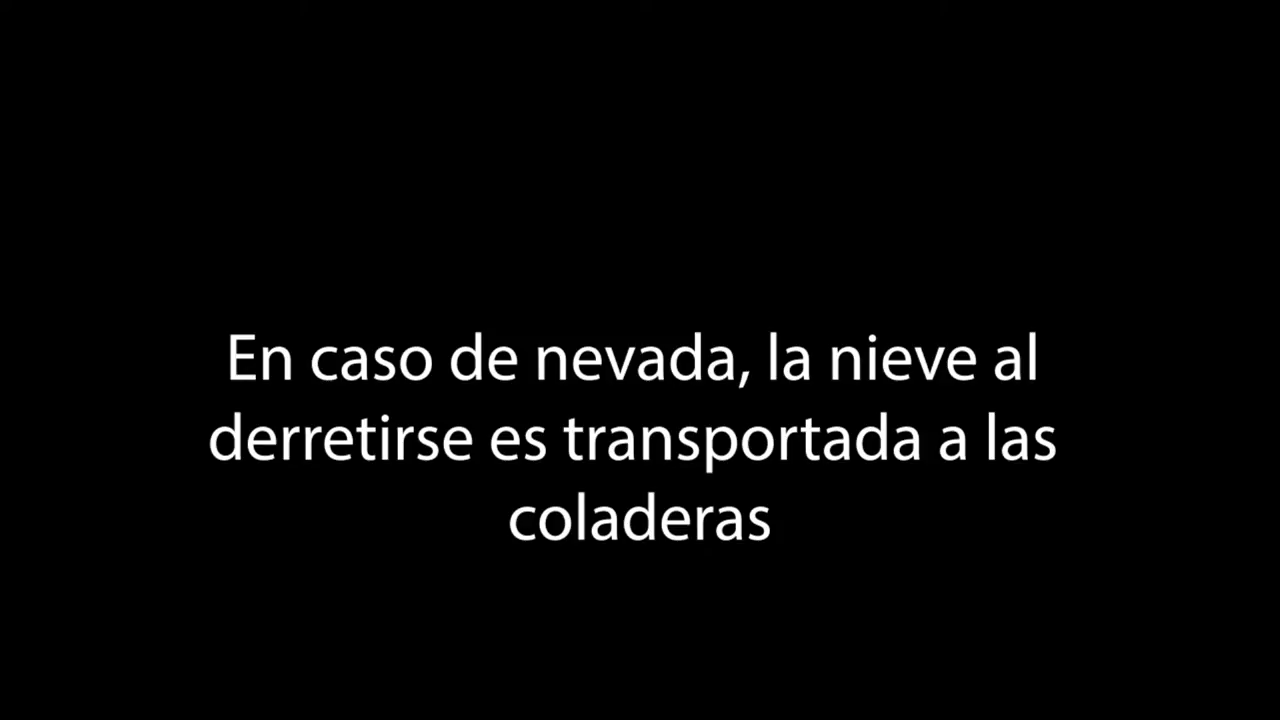 En caso de nevada, la nieve al
derretirse es transportada a las
coladeras